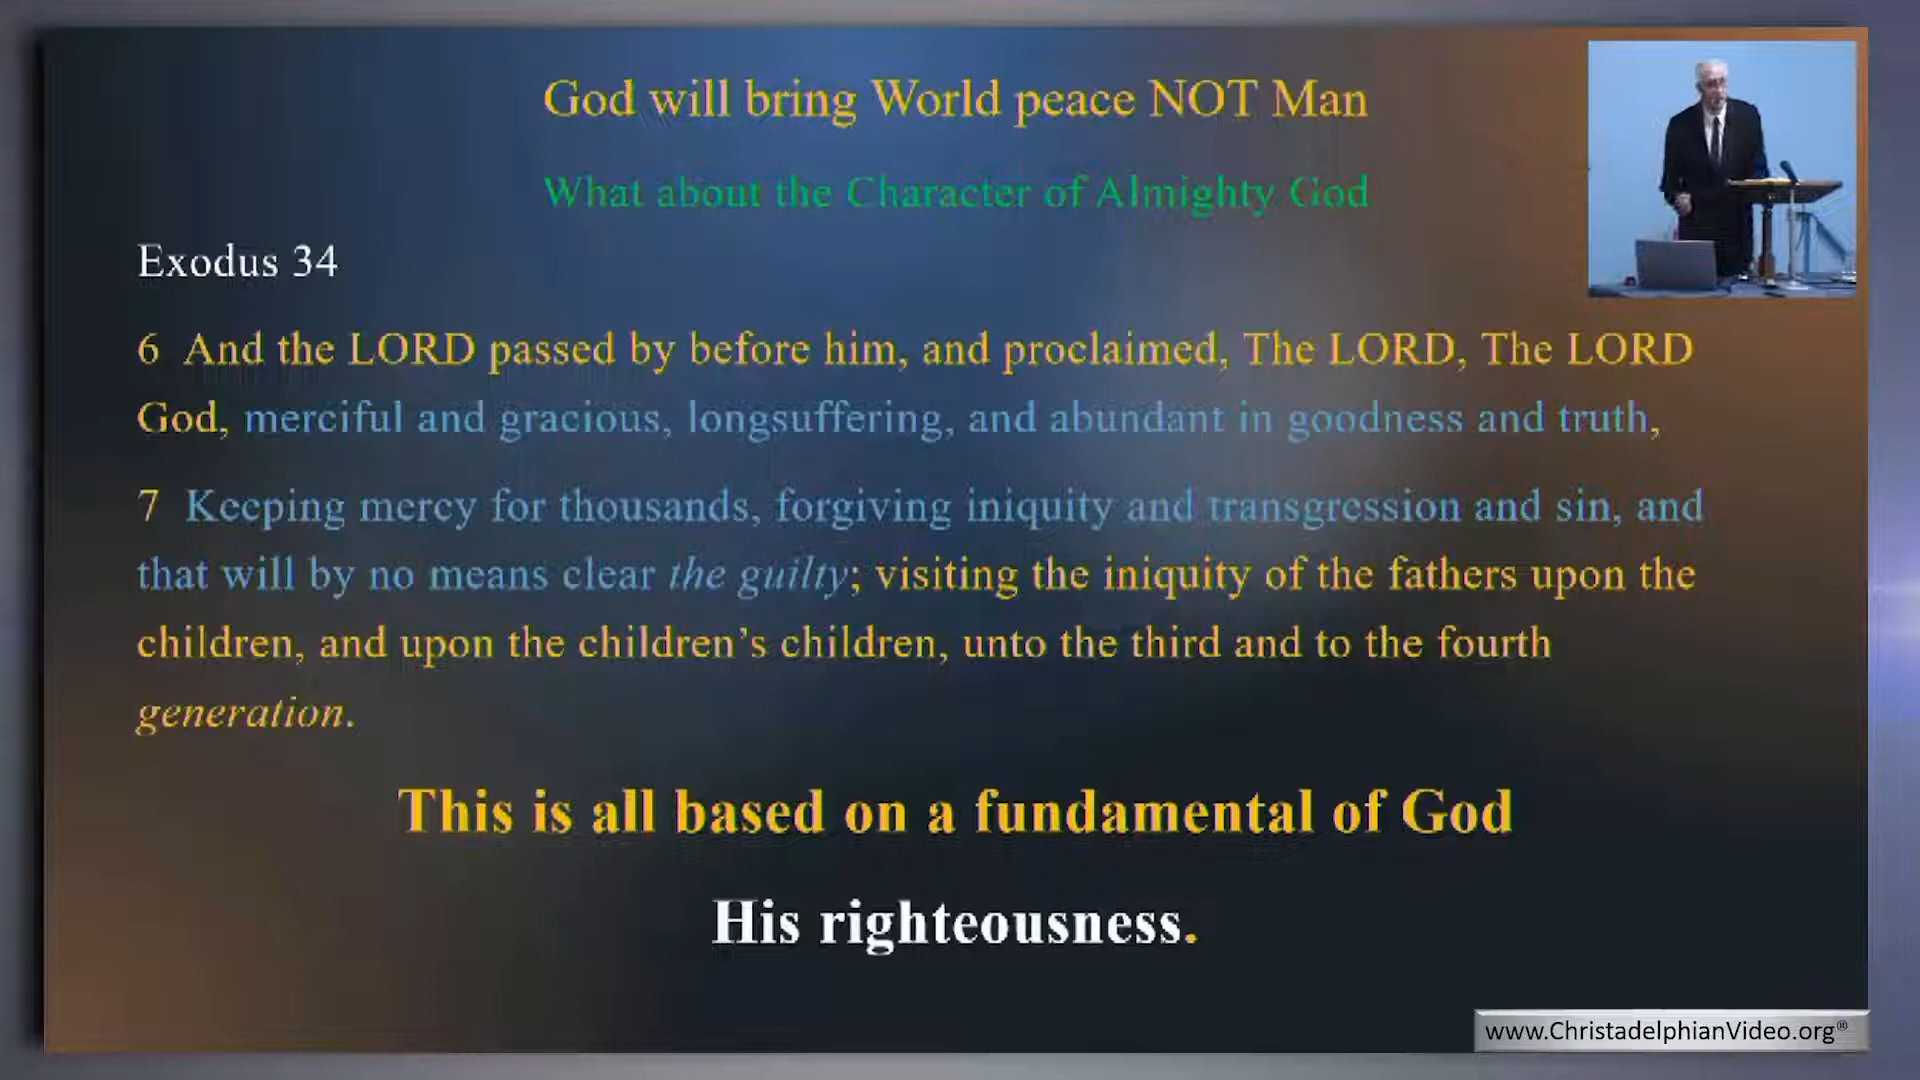 God will bring World peace NOT Man
What about the Character of Almighty God
Exodus 34
6 And the LORD passed by before him, and proclaimed, The LORD, The LORD
God, merciful and gracious, longsuffering, and abundant in goodness and truth,
7 Keeping mercy for thousands, forgiving iniquity and transgression and sin, and
that will by no means clear the guilty; visiting the iniquity of the fathers upon the
children, and upon the children’s children, unto the third and to the fourth
generation.
This is all based on a fundamental of God
His righteousness.
www.ChristadelphianVideo.org®